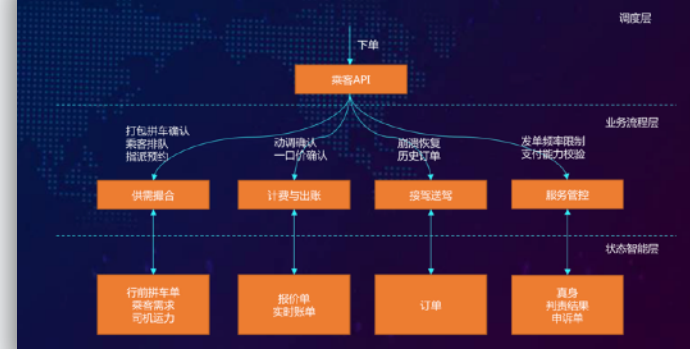 调度层
下单
乘客API
业务流程层
打包拼车确认
乘客排队
指派预约
动调确认
一口价确认
崩溃恢复
历史订单
发单频率限制
支付能力校验
供需撮合
计费与出账
接驾送驾
服务管控
状态智能层
行前拼车单
乘客需求
司机运力
报价单
实时账单
订单
真身
判责结果
申诉单